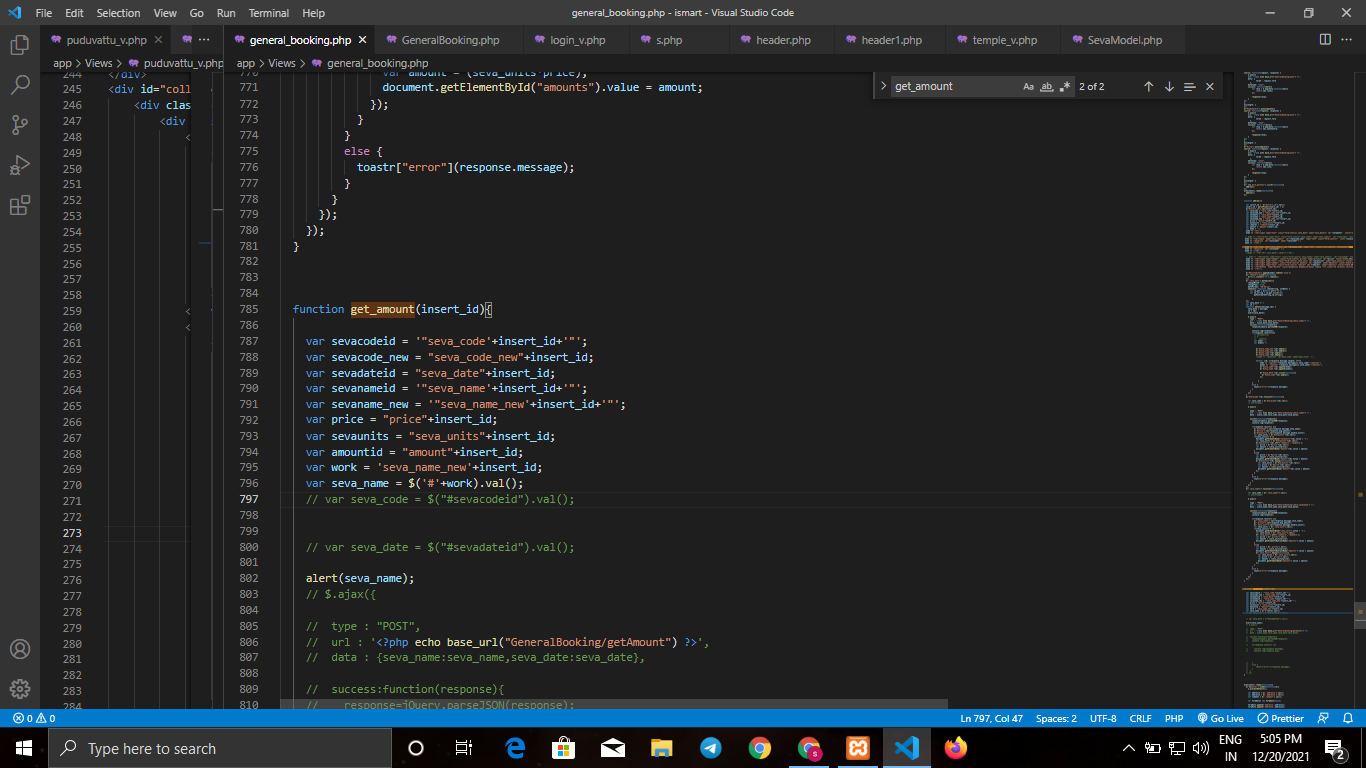 File Edit Selection View Go Run Terminal Help
general_booking.php - ismart - Visual Studio Code
puduvattu_v.php
general_booking.php
GeneralBooking.php
login_v.php
s.php
header.php
header1.php
temple_v.php
SevaModel.php
app > Views > puduvattu_v.php
app > Views > general_booking.php
get_amount
Aa
ab
2 of 2
244 </div>
245 <div id="coll
246 <div clas
247 <div
248 <
249
250
251
252
253
254
255
256
257
258
259 <
260 <
261
262
263
264
265
266
267
268
269
270
271
272
273
274
275
276
277
278
279
280
281
282
283
284
770 var amount = (seva_units*price);
771 document.getElementById("amounts").value = amount;
772 });
773 }
774 }
775 else {
776 toastr["error"](response.message);
777 }
778 }
779 });
780 });
781 }
782
783
784
785 function get_amount(insert_id){
786
787 var sevacodeid = '"seva_code'+insert_id+'"';
788 var sevacode_new = "seva_code_new"+insert_id;
789 var sevadateid = "seva_date"+insert_id;
790 var sevanameid = '"seva_name'+insert_id+'"';
791 var sevaname_new = '"seva_name_new'+insert_id+'"';
792 var price = "price"+insert_id;
793 var sevaunits = "seva_units"+insert_id;
794 var amountid = "amount"+insert_id;
795 var work = 'seva_name_new'+insert_id;
796 var seva_name = $('#'+work).val();
797 // var seva_code = $("#sevacodeid").val();
798
799
800 // var seva_date = $("#sevadateid").val();
801
802 alert(seva_name);
803 // $.ajax({
804
805 // type : "POST",
806 // url : '<?php echo base_url("GeneralBooking/getAmount") ?>',
807 // data : {seva_name:seva_name,seva_date:seva_date},
808
809 // success:function(response){
810 // response=jQuery.parseJSON(response);
0 0
Ln 797, Col 47 Spaces: 2 UTF-8 CRLF PHP Go Live Prettier
Type here to search
ENG
IN
5:05 PM
12/20/2021
2